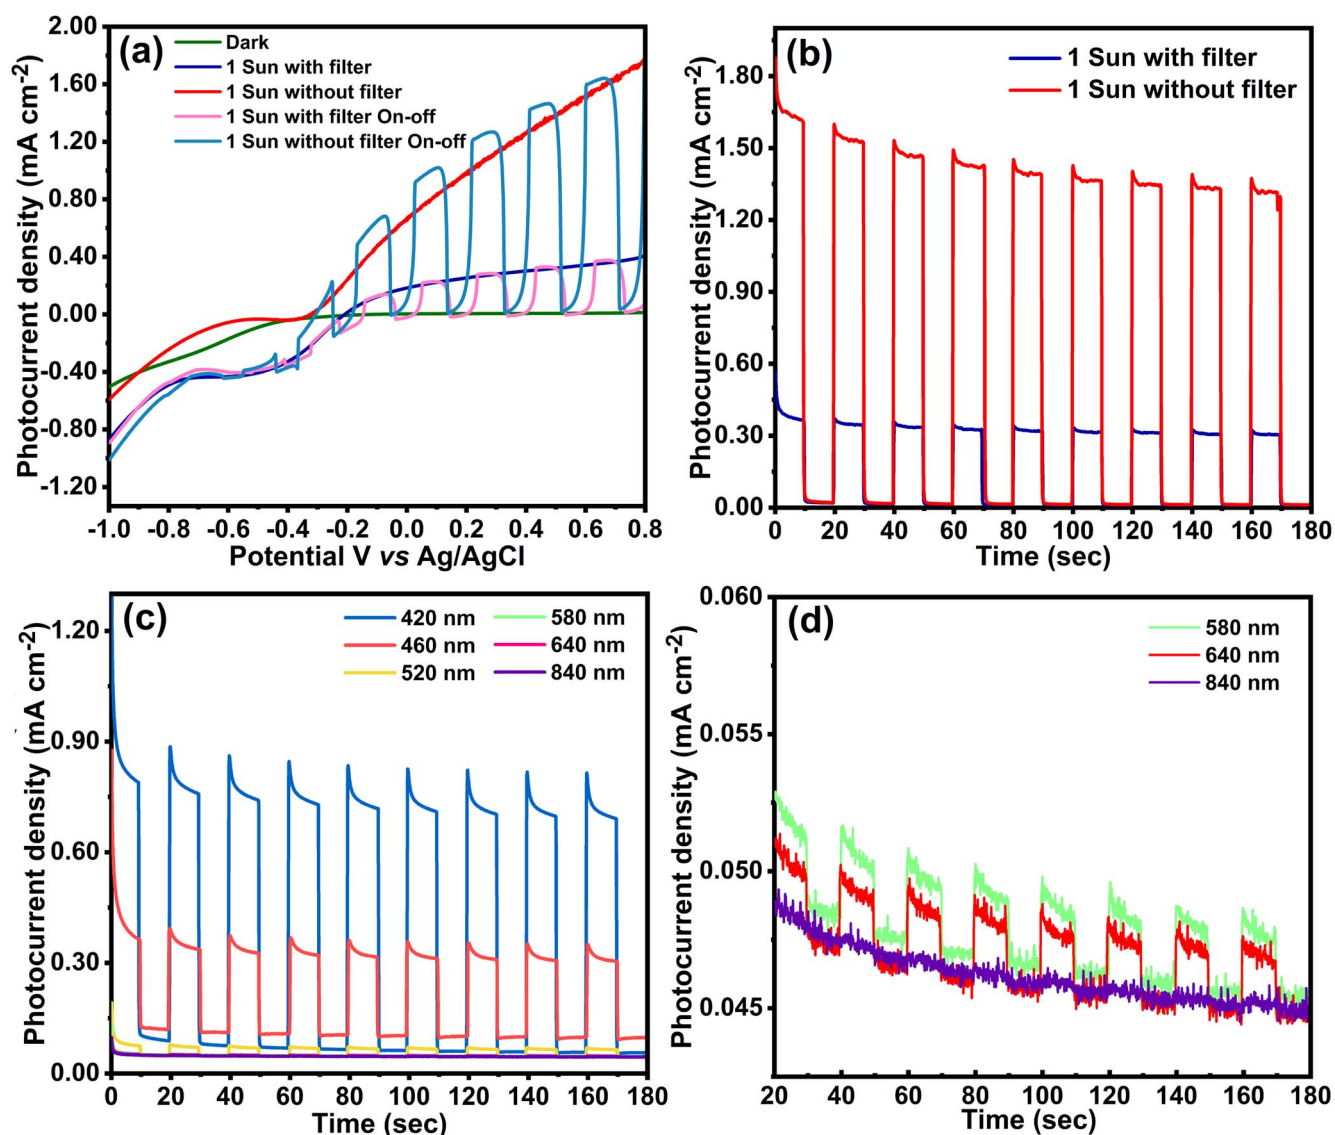 (a)
Dark
1 Sun with filter
1 Sun without filter
1 Sun with filter On-off
1 Sun without filter On-off
Photocurrent density (mA cm-2)
2.00
1.60
1.20
0.80
0.40
0.00
-0.40
-0.80
-1.20
-1.0 -0.8 -0.6 -0.4 -0.2 0.0 0.2 0.4 0.6 0.8
Potential V vs Ag/AgCl
(b)
1 Sun with filter
1 Sun without filter
Photocurrent density (mA cm-2)
1.80
1.50
1.20
0.90
0.60
0.30
0.00
0 20 40 60 80 100 120 140 160 180
Time (sec)
(c)
420 nm 580 nm
460 nm 640 nm
520 nm 840 nm
Photocurrent density (mA cm-2)
1.20
0.90
0.60
0.30
0.00
0 20 40 60 80 100 120 140 160 180
Time (sec)
(d)
580 nm
640 nm
840 nm
Photocurrent density (mA cm-2)
0.060
0.055
0.050
0.045
20 40 60 80 100 120 140 160 180
Time (sec)